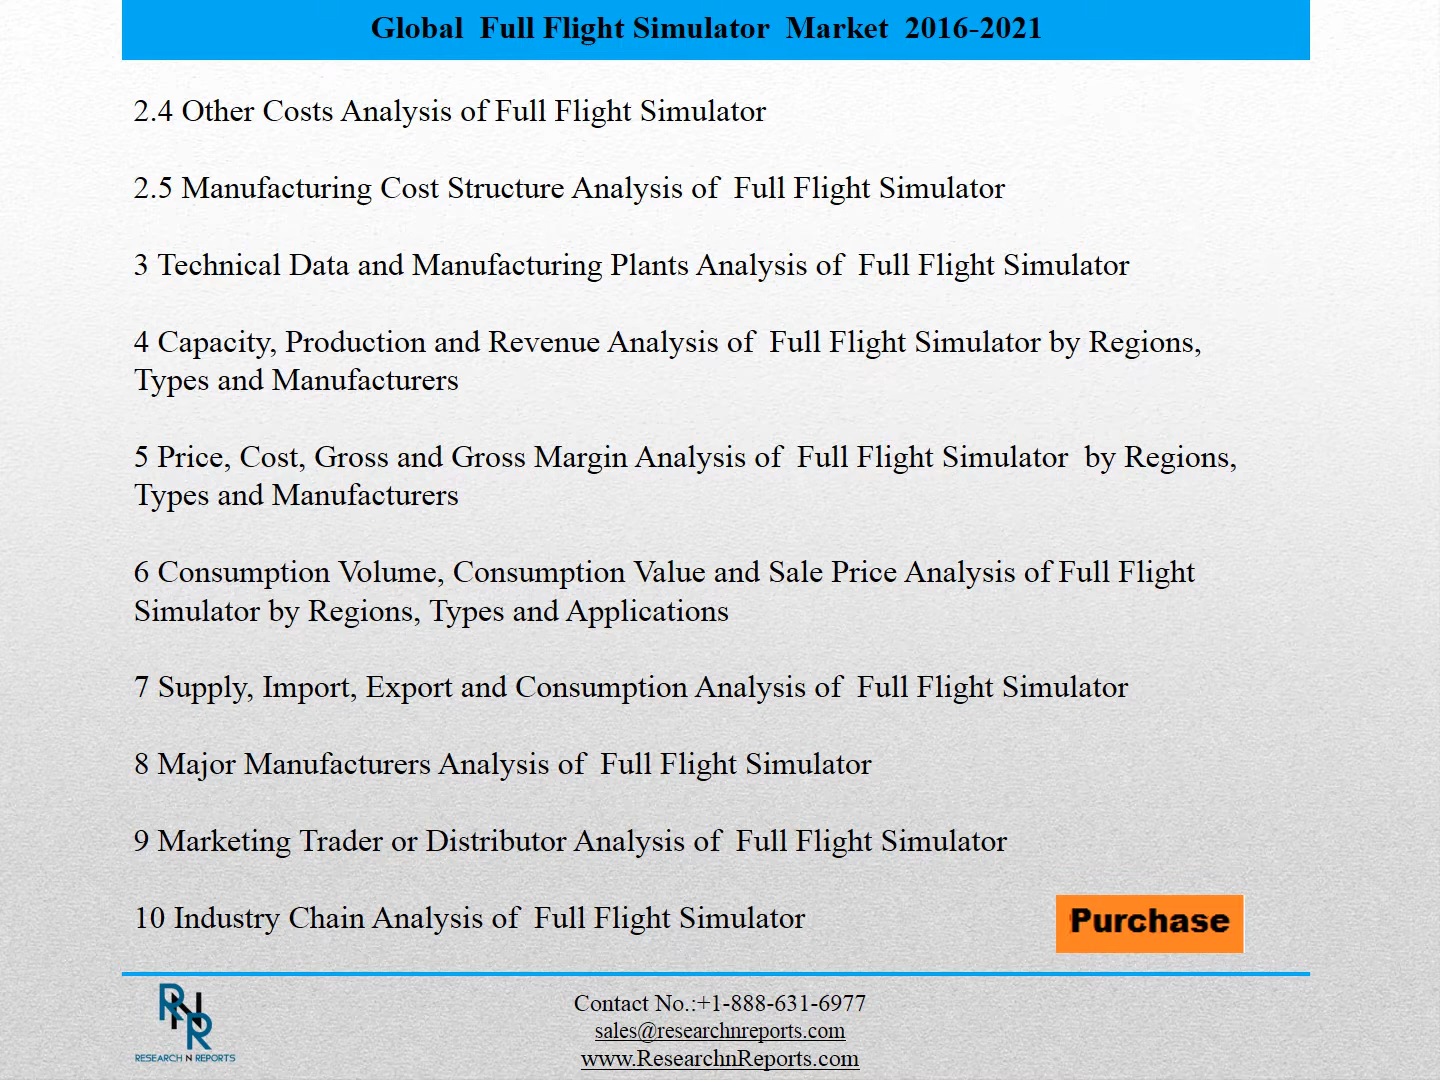 Global Full Flight Simulator Market 2016-2021
2.4 Other Costs Analysis of Full Flight Simulator
2.5 Manufacturing Cost Structure Analysis of Full Flight Simulator
3 Technical Data and Manufacturing Plants Analysis of Full Flight Simulator
4 Capacity, Production and Revenue Analysis of Full Flight Simulator by Regions,
Types and Manufacturers
5 Price, Cost, Gross and Gross Margin Analysis of Full Flight Simulator by Regions,
Types and Manufacturers
6 Consumption Volume, Consumption Value and Sale Price Analysis of Full Flight
Simulator by Regions, Types and Applications
7 Supply, Import, Export and Consumption Analysis of Full Flight Simulator
8 Major Manufacturers Analysis of Full Flight Simulator
9 Marketing Trader or Distributor Analysis of Full Flight Simulator
10 Industry Chain Analysis of Full Flight Simulator
Purchase
RNR
RESEARCH N REPORTS
Contact No.:+1-888-631-6977
sales@researchnreports.com
www.ResearchnReports.com